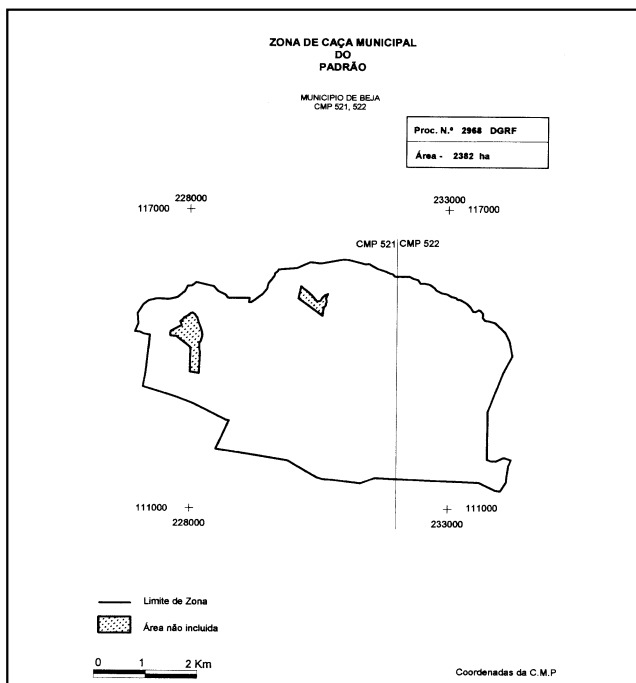 ZONA DE CAÇA MUNICIPAL
DO
PADRÃO
MUNICIPIO DE BEJA
CMP 521, 522
Proc. N.º 2968 DGRF
Área - 2382 ha
228000
117000
233000
117000
CMP 521 CMP 522
111000
228000
111000
233000
Limite de Zona
Área não incluida
0 1 2 Km
Coordenadas da C.M.P